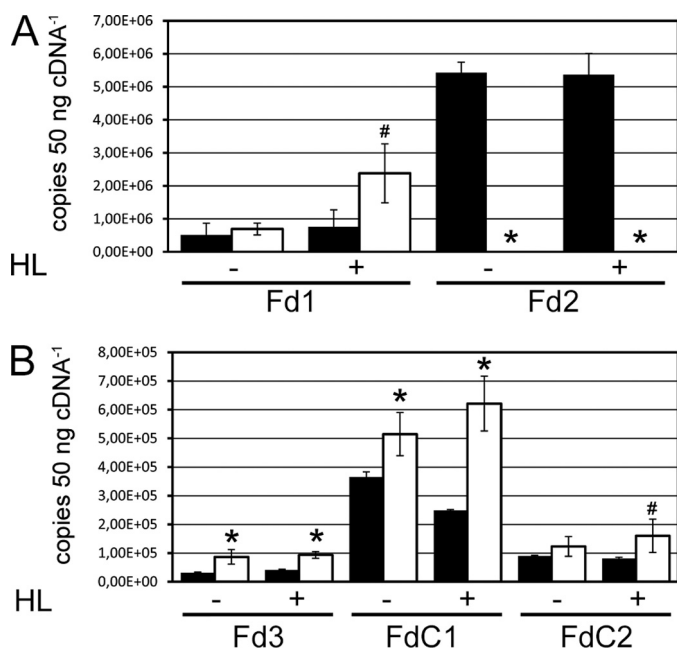 A
copies 50 ng cDNA-1
7,00E+06
6,00E+06
5,00E+06
4,00E+06
3,00E+06
2,00E+06
1,00E+06
0,00E+00
#
*
*
HL
-
+
-
+
Fd1
Fd2
B
copies 50 ng cDNA-1
8,00E+05
7,00E+05
6,00E+05
5,00E+05
4,00E+05
3,00E+05
2,00E+05
1,00E+05
0,00E+00
*
*
*
*
#
HL
-
+
-
+
-
+
Fd3
FdC1
FdC2